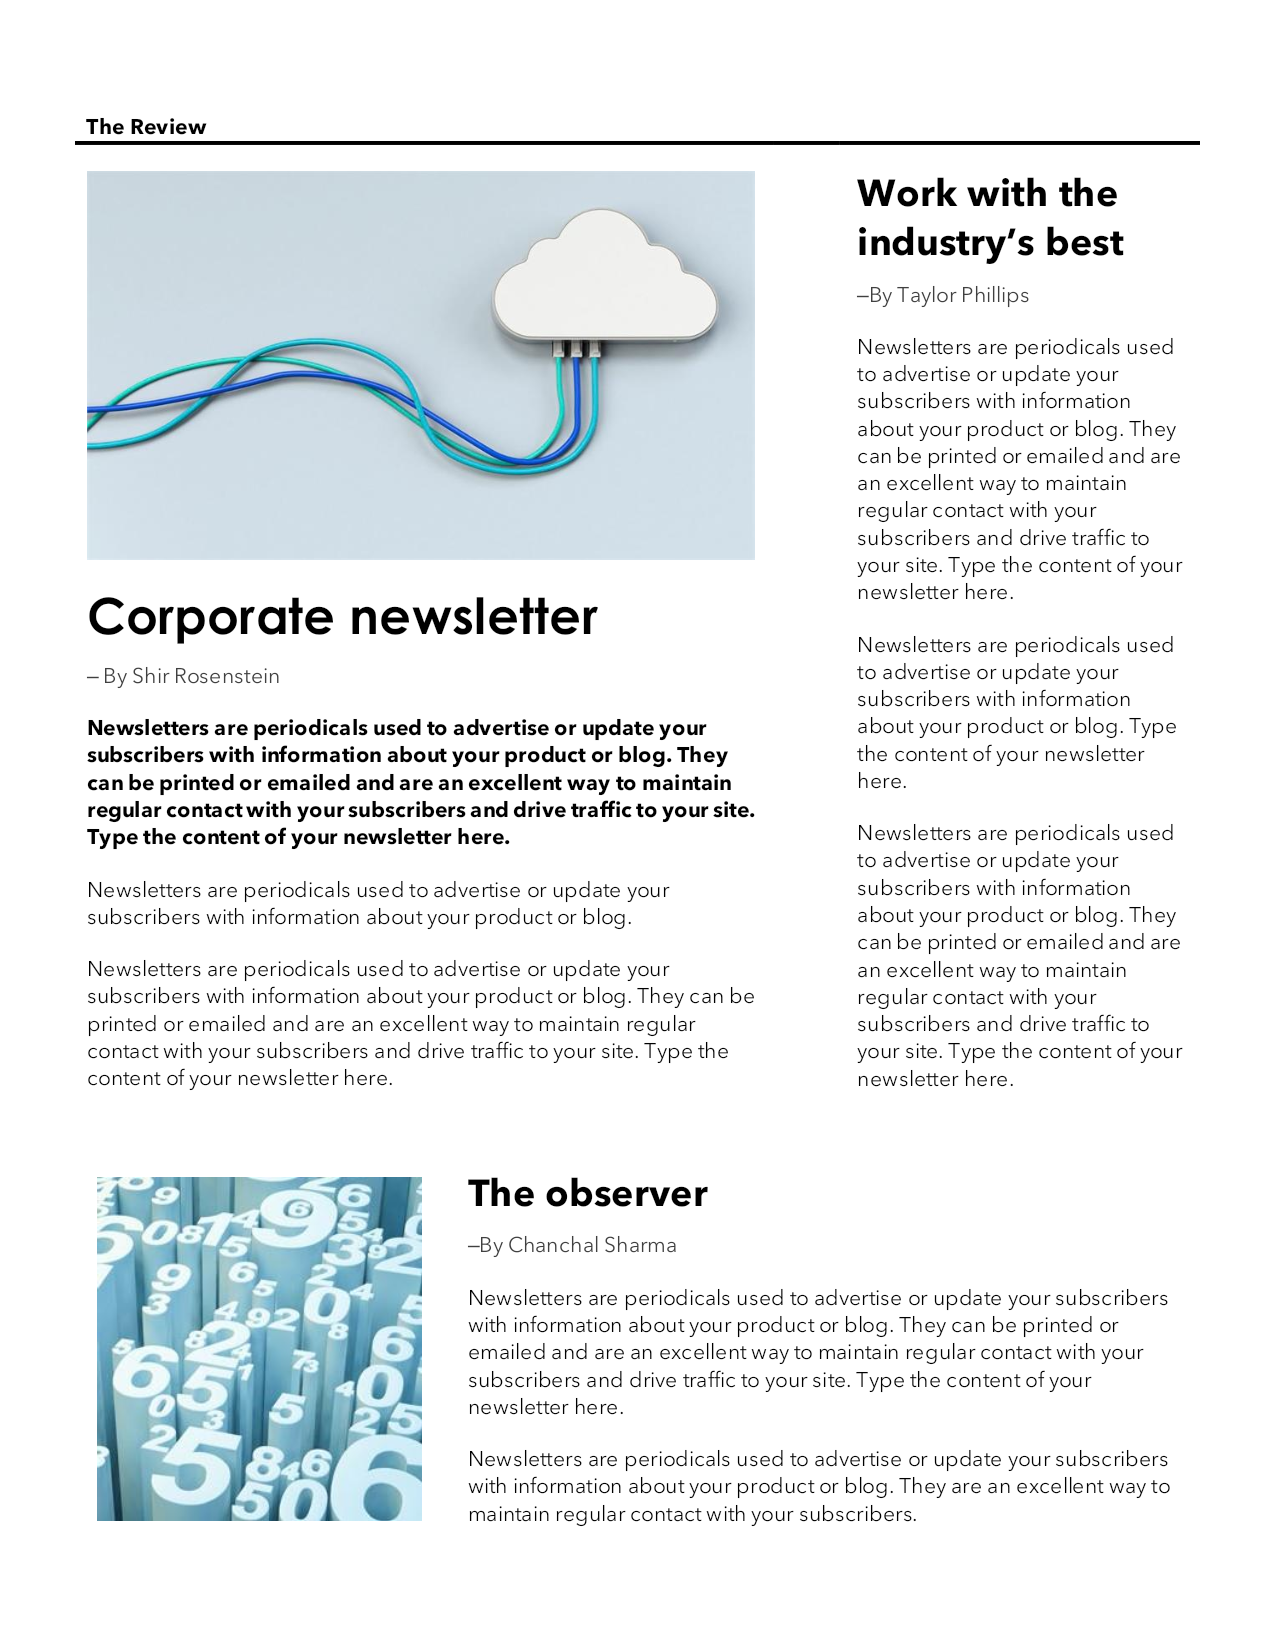 The Review
Corporate newsletter
– By Shir Rosenstein
Newsletters are periodicals used to advertise or update your
subscribers with information about your product or blog. They
can be printed or emailed and are an excellent way to maintain
regular contact with your subscribers and drive traffic to your site.
Type the content of your newsletter here.
Newsletters are periodicals used to advertise or update your
subscribers with information about your product or blog.
Newsletters are periodicals used to advertise or update your
subscribers with information about your product or blog. They can be
printed or emailed and are an excellent way to maintain regular
contact with your subscribers and drive traffic to your site. Type the
content of your newsletter here.
Work with the
industry’s best
–By Taylor Phillips
Newsletters are periodicals used
to advertise or update your
subscribers with information
about your product or blog. They
can be printed or emailed and are
an excellent way to maintain
regular contact with your
subscribers and drive traffic to
your site. Type the content of your
newsletter here.
Newsletters are periodicals used
to advertise or update your
subscribers with information
about your product or blog. Type
the content of your newsletter
here.
Newsletters are periodicals used
to advertise or update your
subscribers with information
about your product or blog. They
can be printed or emailed and are
an excellent way to maintain
regular contact with your
subscribers and drive traffic to
your site. Type the content of your
newsletter here.
The observer
–By Chanchal Sharma
Newsletters are periodicals used to advertise or update your subscribers
with information about your product or blog. They can be printed or
emailed and are an excellent way to maintain regular contact with your
subscribers and drive traffic to your site. Type the content of your
newsletter here.
Newsletters are periodicals used to advertise or update your subscribers
with information about your product or blog. They are an excellent way to
maintain regular contact with your subscribers.